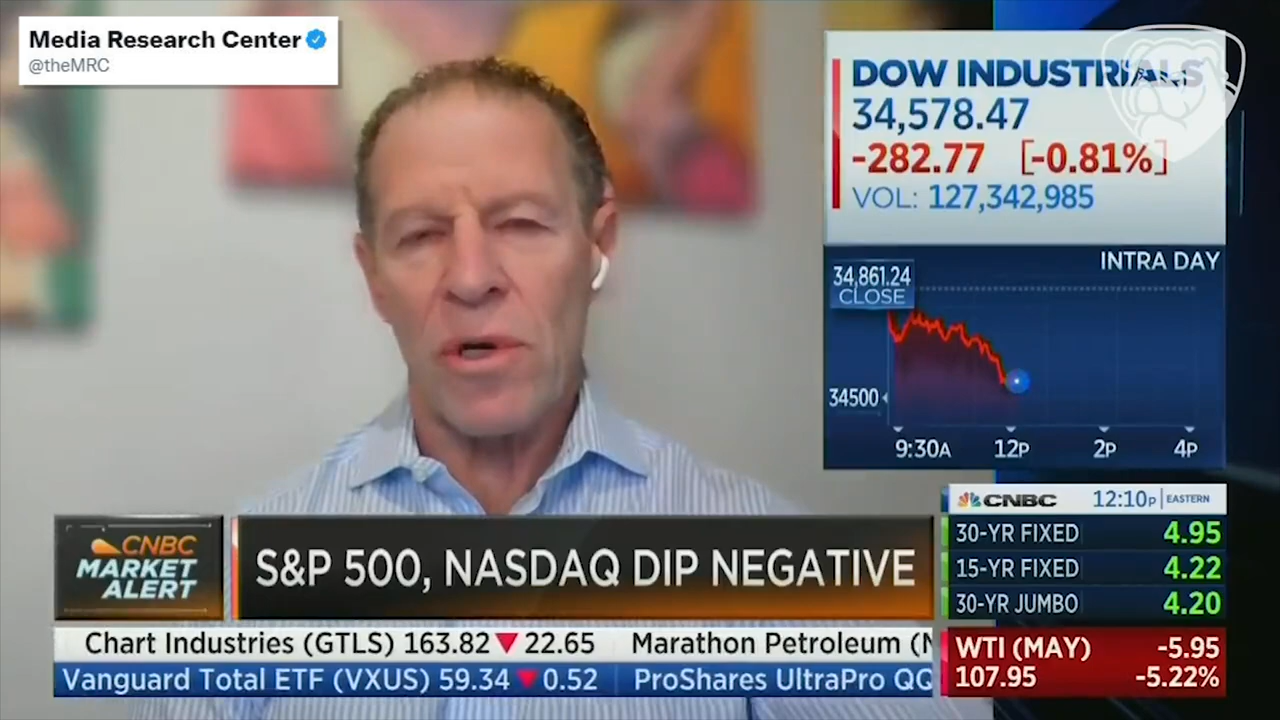 Media Research Center
@theMRC
DOW INDUSTRIALS
34,578.47
-282.77 [-0.81%]
VOL: 127,342,985
INTRA DAY
34,861.24
CLOSE
34500
9:30A 12P 2P 4P
CNBC
MARKET
ALERT
S&P 500, NASDAQ DIP NEGATIVE
CNBC 12:10P EASTERN
30-YR FIXED 4.95
15-YR FIXED 4.22
30-YR JUMBO 4.20
WTI (MAY) -5.95
107.95 -5.22%
Chart Industries (GTLS) 163.82▼22.65 Marathon Petroleum (
Vanguard Total ETF (VXUS) 59.34▼0.52 ProShares UltraPro QQ